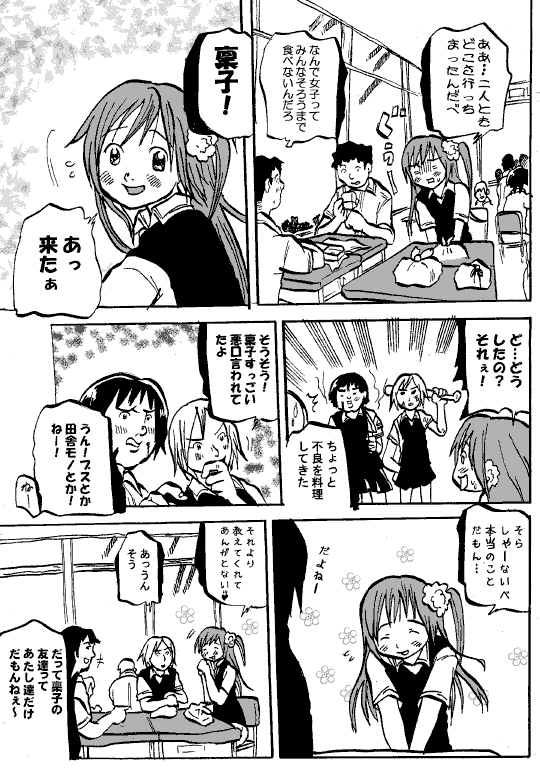 ああ…二人とも
どこさ行っち
まったんだべ
ぐ〜
なんで女子って
みんなそろうまで
食べないんだろ
稟子！
あっ
来たぁ
ど…どう
したの？
それぇ！
ちょっと
不良を料理
してきた
そうそう！
稟子すっごい
悪口言われて
たよ
うん！ブスとか
田舎モノとか！
ねー！
な
そら
しゃーないべ
本当のこと
だもん…
だよねー
それより
教えてくれて
あんがとない♥
あっうん
そう
だって稟子の
友達って
あたし達だけ
だもんねぇ〜